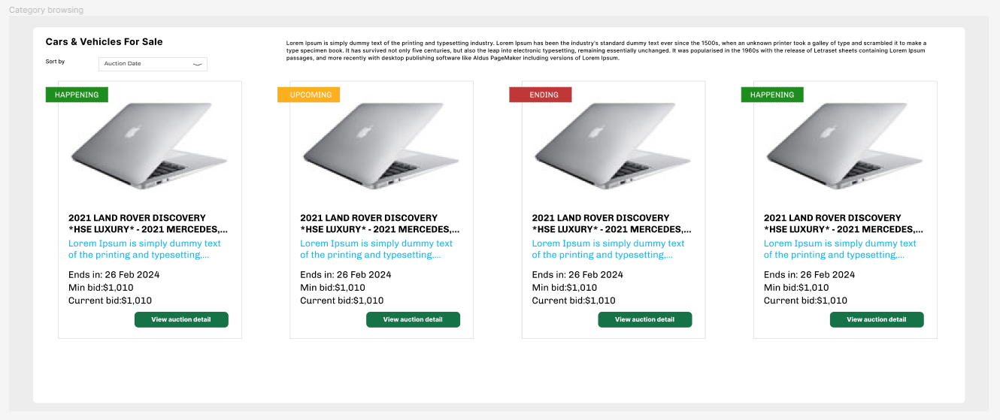 Category browsing
Cars & Vehicles For Sale
Lorem Ipsum is simply dummy text of the printing and typesetting industry. Lorem Ipsum has been the industry's standard dummy text ever since the 1500s, when an unknown printer took a galley of type and scrambled it to make a
type specimen book. It has survived not only five centuries, but also the leap into electronic typesetting, remaining essentially unchanged. It was popularised in the 1960s with the release of Letraset sheets containing Lorem Ipsum
passages, and more recently with desktop publishing software like Aldus PageMaker including versions of Lorem Ipsum.
Sort by
Auction Date
HAPPENING
2021 LAND ROVER DISCOVERY
*HSE LUXURY* - 2021 MERCEDES,...
Lorem Ipsum is simply dummy text
of the printing and typesetting,...
Ends in: 26 Feb 2024
Min bid:$1,010
Current bid:$1,010
View auction detail
UPCOMING
2021 LAND ROVER DISCOVERY
*HSE LUXURY* - 2021 MERCEDES,...
Lorem Ipsum is simply dummy text
of the printing and typesetting,...
Ends in: 26 Feb 2024
Min bid:$1,010
Current bid:$1,010
View auction detail
ENDING
2021 LAND ROVER DISCOVERY
*HSE LUXURY* - 2021 MERCEDES,...
Lorem Ipsum is simply dummy text
of the printing and typesetting,...
Ends in: 26 Feb 2024
Min bid:$1,010
Current bid:$1,010
View auction detail
HAPPENING
2021 LAND ROVER DISCOVERY
*HSE LUXURY* - 2021 MERCEDES,...
Lorem Ipsum is simply dummy text
of the printing and typesetting,...
Ends in: 26 Feb 2024
Min bid:$1,010
Current bid:$1,010
View auction detail